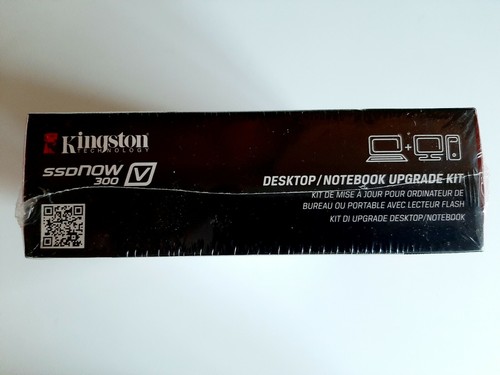 Kingston
TECHNOLOGY
SSDNOW V
300
+
DESKTOP / NOTEBOOK UPGRADE KIT
KIT DE MISE À JOUR POUR ORDINATEUR DE
BUREAU OU PORTABLE AVEC LECTEUR FLASH
KIT DI UPGRADE DESKTOP/NOTEBOOK